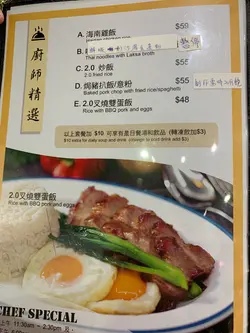 廚師精選
A. 海南雞飯 $59
暫停
Thai noodles with Laksa broth
C. 2.0 炒飯 $55
2.0 fried rice
D. 焗豬扒飯/意粉 $55
Baked pork chop with fried rice/spaghetti
E. 2.0叉燒雙蛋飯 $48
Rice with BBQ pork and eggs
以上套餐加 $10 可享有是日餐湯和飲品 (轉凍飲加$3)
$10 extra for daily soup and drink. (change to cold drink add $3)
2.0叉燒雙蛋飯
Rice with BBQ pork and eggs
CHEF SPECIAL